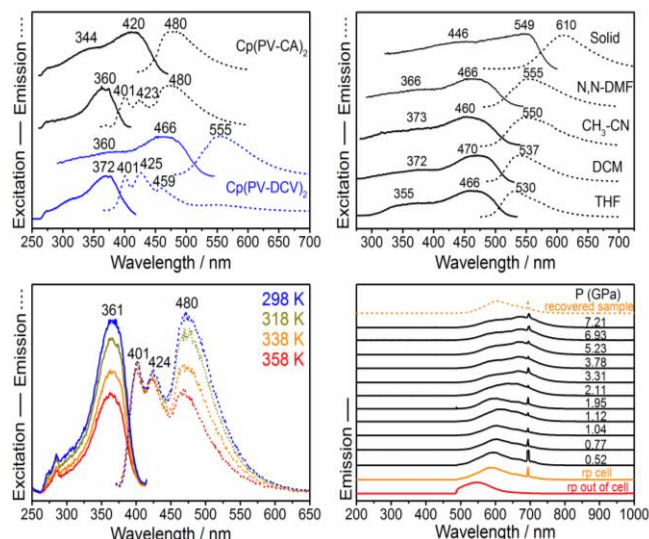 344 420 480 Cp(PV-CA)2
360 401 423 480
360 466 555
372 401 425 459 Cp(PV-DCV)2
Excitation — Emission ....
250 300 350 400 450 500 550 600 650 700
Wavelength / nm
446 549 610 Solid
366 466 555 N,N-DMF
373 460 550 CH3-CN
372 470 537 DCM
355 466 530 THF
Excitation — Emission ....
300 400 500 600 700
Wavelength / nm
361 480 298 K
318 K
338 K
358 K
401 424
Excitation — Emission ....
250 300 350 400 450 500 550 600 650
Wavelength / nm
P (GPa)
recovered sample
7.21
6.93
5.23
3.78
3.31
2.11
1.95
1.12
1.04
0.77
0.52
rp cell
rp out of cell
Emission —
200 300 400 500 600 700 800 900 1000
Wavelength / nm